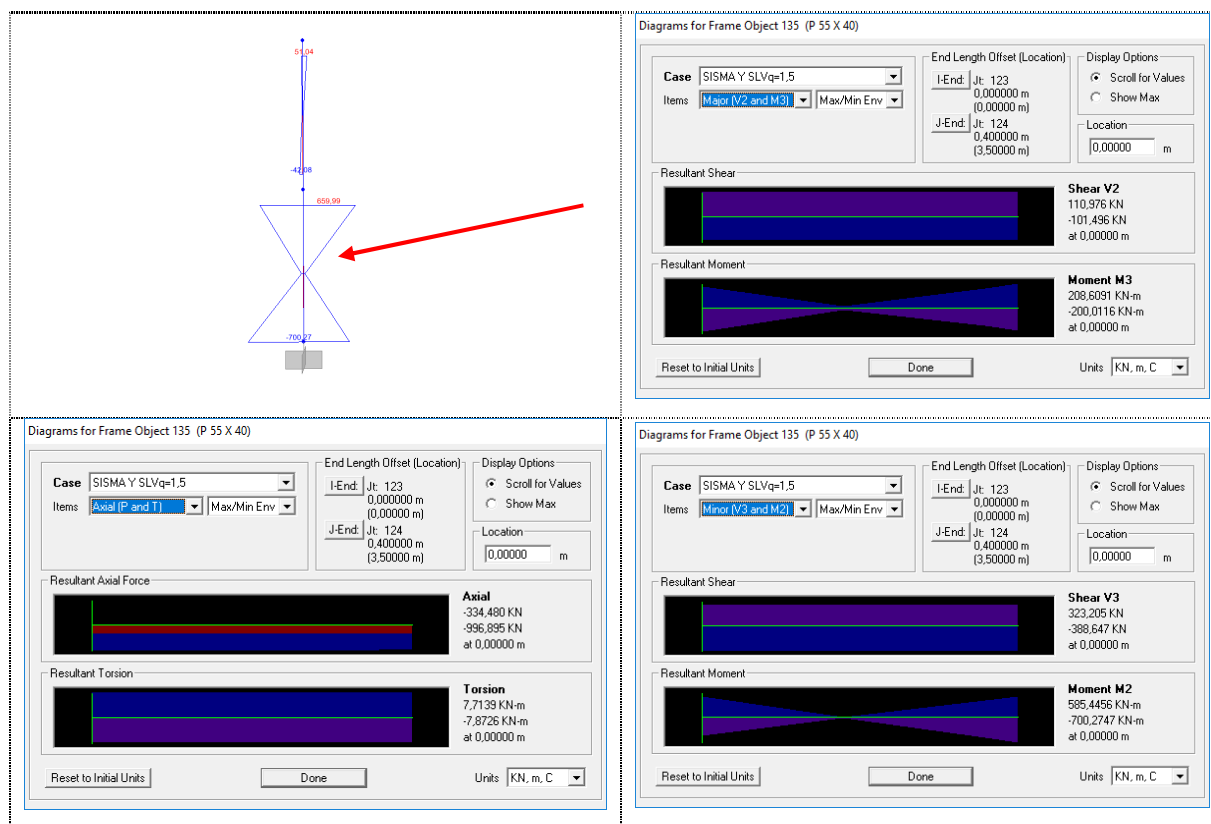 51,04
-42,08
659,99
-700,27
Diagrams for Frame Object 135 (P 55 X 40)
Case SISMA Y SLVq=1,5
Items Major (V2 and M3) Max/Min Env
End Length Offset (Location)
I-End: Jt: 123
0,000000 m
(0,00000 m)
J-End: Jt: 124
0,400000 m
(3,50000 m)
Display Options
Scroll for Values
Show Max
Location
0,00000 m
Resultant Shear
Shear V2
110,976 KN
-101,496 KN
at 0,00000 m
Resultant Moment
Moment M3
208,6091 KN-m
-200,0116 KN-m
at 0,00000 m
Reset to Initial Units
Done
Units KN, m, C
Diagrams for Frame Object 135 (P 55 X 40)
Case SISMA Y SLVq=1,5
Items Axial (P and T) Max/Min Env
End Length Offset (Location)
I-End: Jt: 123
0,000000 m
(0,00000 m)
J-End: Jt: 124
0,400000 m
(3,50000 m)
Display Options
Scroll for Values
Show Max
Location
0,00000 m
Resultant Axial Force
Axial
-334,480 KN
-996,895 KN
at 0,00000 m
Resultant Torsion
Torsion
7,7139 KN-m
-7,8726 KN-m
at 0,00000 m
Reset to Initial Units
Done
Units KN, m, C
Diagrams for Frame Object 135 (P 55 X 40)
Case SISMA Y SLVq=1,5
Items Minor (V3 and M2) Max/Min Env
End Length Offset (Location)
I-End: Jt: 123
0,000000 m
(0,00000 m)
J-End: Jt: 124
0,400000 m
(3,50000 m)
Display Options
Scroll for Values
Show Max
Location
0,00000 m
Resultant Shear
Shear V3
323,205 KN
-388,647 KN
at 0,00000 m
Resultant Moment
Moment M2
585,4456 KN-m
-700,2747 KN-m
at 0,00000 m
Reset to Initial Units
Done
Units KN, m, C